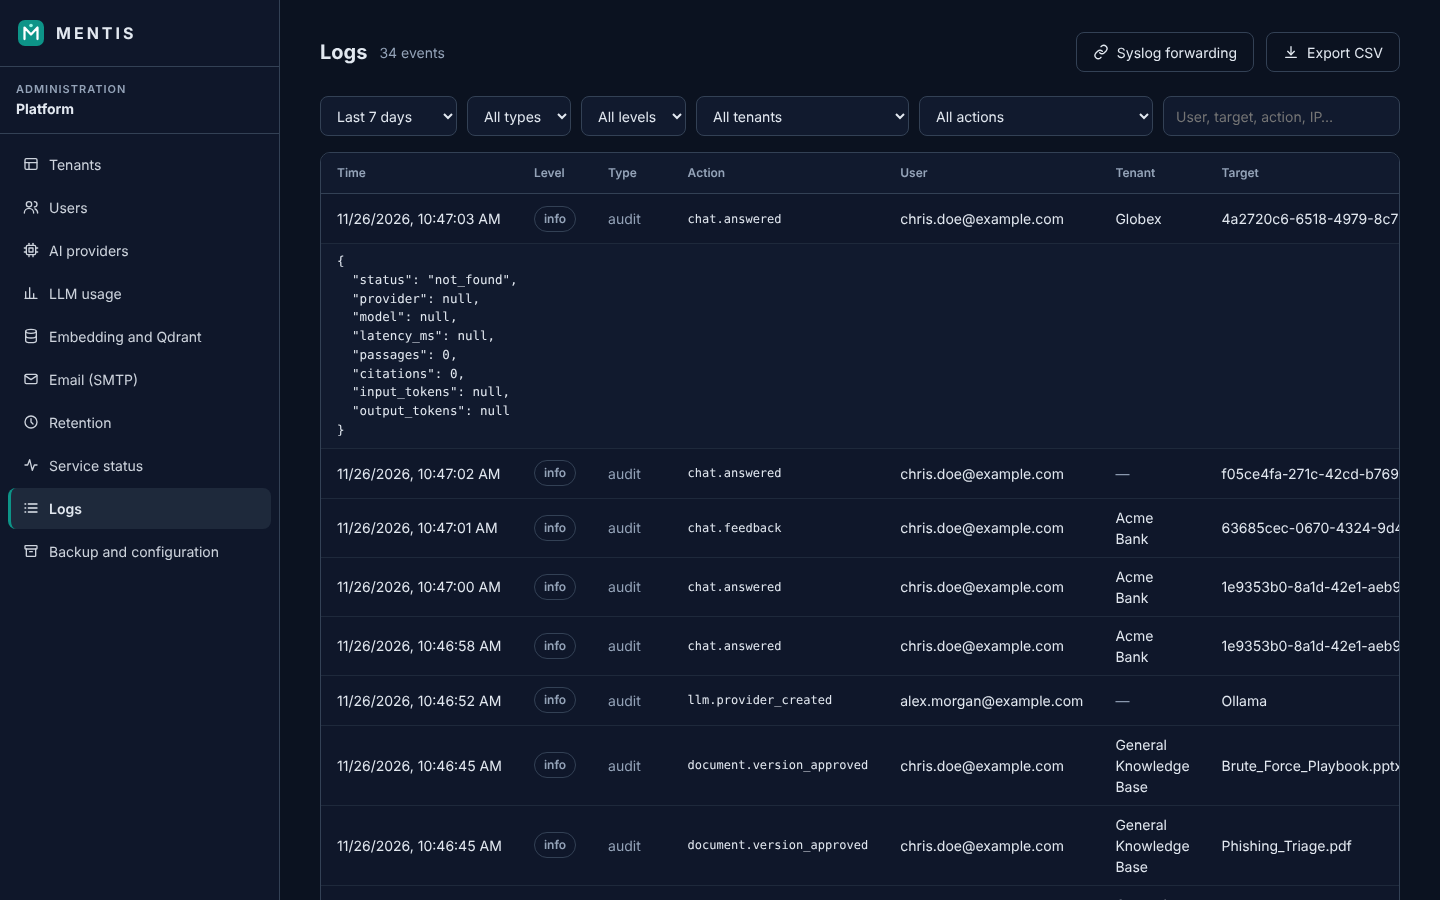 MENTIS
ADMINISTRATION
Platform
Tenants
Users
AI providers
LLM usage
Embedding and Qdrant
Email (SMTP)
Retention
Service status
Logs
Backup and configuration
Logs 34 events
Syslog forwarding
Export CSV
Last 7 days
All types
All levels
All tenants
All actions
User, target, action, IP...
Time Level Type Action User Tenant Target
11/26/2026, 10:47:03 AM info audit chat.answered chris.doe@example.com Globex 4a2720c6-6518-4979-8c7
{
"status": "not_found",
"provider": null,
"model": null,
"latency_ms": null,
"passages": 0,
"citations": 0,
"input_tokens": null,
"output_tokens": null
}
11/26/2026, 10:47:02 AM info audit chat.answered chris.doe@example.com — f05ce4fa-271c-42cd-b769
11/26/2026, 10:47:01 AM info audit chat.feedback chris.doe@example.com Acme Bank 63685cec-0670-4324-9d4
11/26/2026, 10:47:00 AM info audit chat.answered chris.doe@example.com Acme Bank 1e9353b0-8a1d-42e1-aeb9
11/26/2026, 10:46:58 AM info audit chat.answered chris.doe@example.com Acme Bank 1e9353b0-8a1d-42e1-aeb9
11/26/2026, 10:46:52 AM info audit llm.provider_created alex.morgan@example.com — Ollama
11/26/2026, 10:46:45 AM info audit document.version_approved chris.doe@example.com General Knowledge Base Brute_Force_Playbook.pptx
11/26/2026, 10:46:45 AM info audit document.version_approved chris.doe@example.com General Knowledge Base Phishing_Triage.pdf